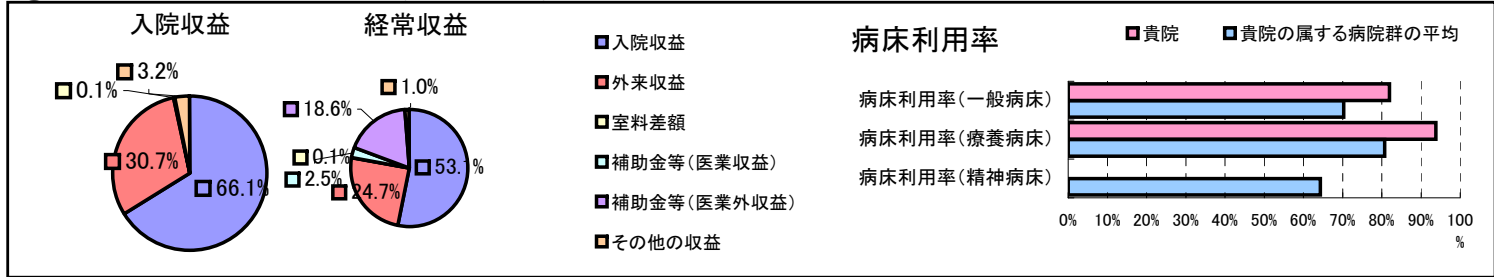 入院収益
3.2%
0.1%
30.7%
66.1%
経常収益
1.0%
18.6%
0.1%
2.5%
24.7%
53.1%
入院収益
外来収益
室料差額
補助金等(医業収益)
補助金等(医業外収益)
その他の収益
病床利用率
貴院
貴院の属する病院群の平均
病床利用率(一般病床)
病床利用率(療養病床)
病床利用率(精神病床)
0% 10% 20% 30% 40% 50% 60% 70% 80% 90% 100
%